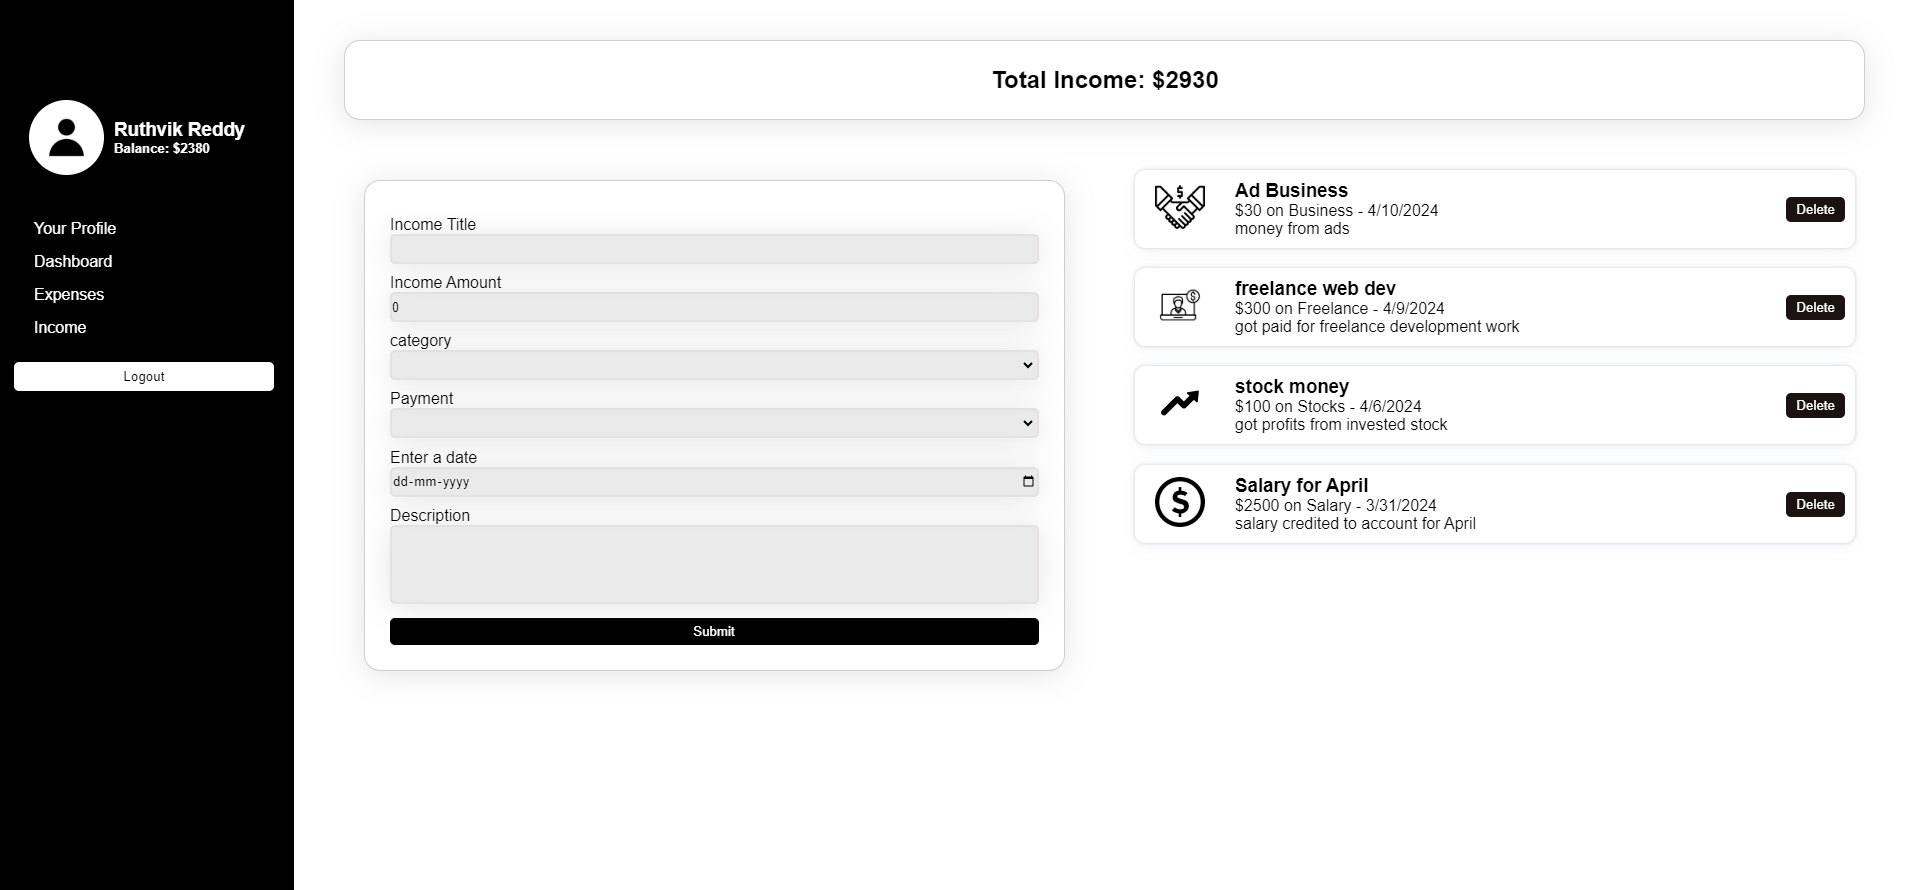 Ruthvik Reddy
Balance: $2380
Your Profile
Dashboard
Expenses
Income
Logout
Total Income: $2930
Income Title
Income Amount
0
category
Payment
Enter a date
dd-mm-yyyy
Description
Submit
Ad Business
$30 on Business - 4/10/2024
money from ads
Delete
freelance web dev
$300 on Freelance - 4/9/2024
got paid for freelance development work
Delete
stock money
$100 on Stocks - 4/6/2024
got profits from invested stock
Delete
Salary for April
$2500 on Salary - 3/31/2024
salary credited to account for April
Delete